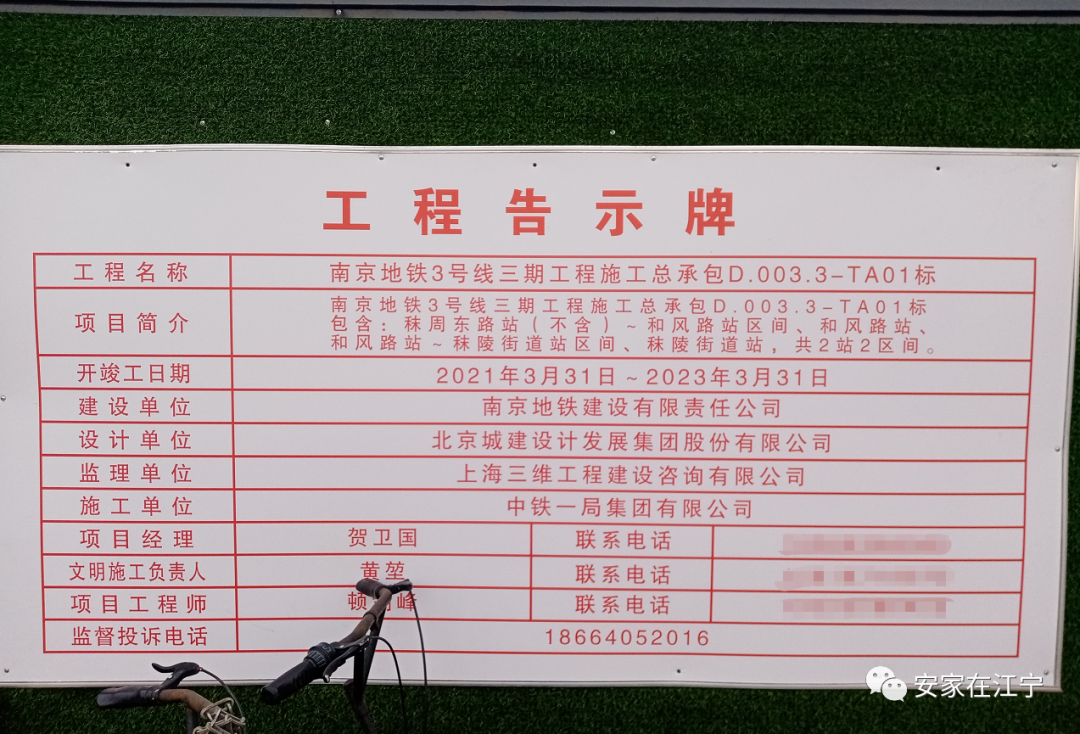 工程告示牌
工程名称 南京地铁3号线三期工程施工总承包D.003.3-TA01标
项目简介 南京地铁3号线三期工程施工总承包D.003.3-TA01标
包含：秣周东路站（不含）~和风路站区间、和风路站、
和风路站~秣陵街道站区间、秣陵街道站，共2站2区间。
开竣工日期 2021年3月31日~2023年3月31日
建设单位 南京地铁建设有限责任公司
设计单位 北京城建设计发展集团股份有限公司
监理单位 上海三维工程建设咨询有限公司
施工单位 中铁一局集团有限公司
项目经理 贺卫国 联系电话
文明施工负责人 黄堃 联系电话
项目工程师 顿 峰 联系电话
监督投诉电话 18664052016
安家在江宁